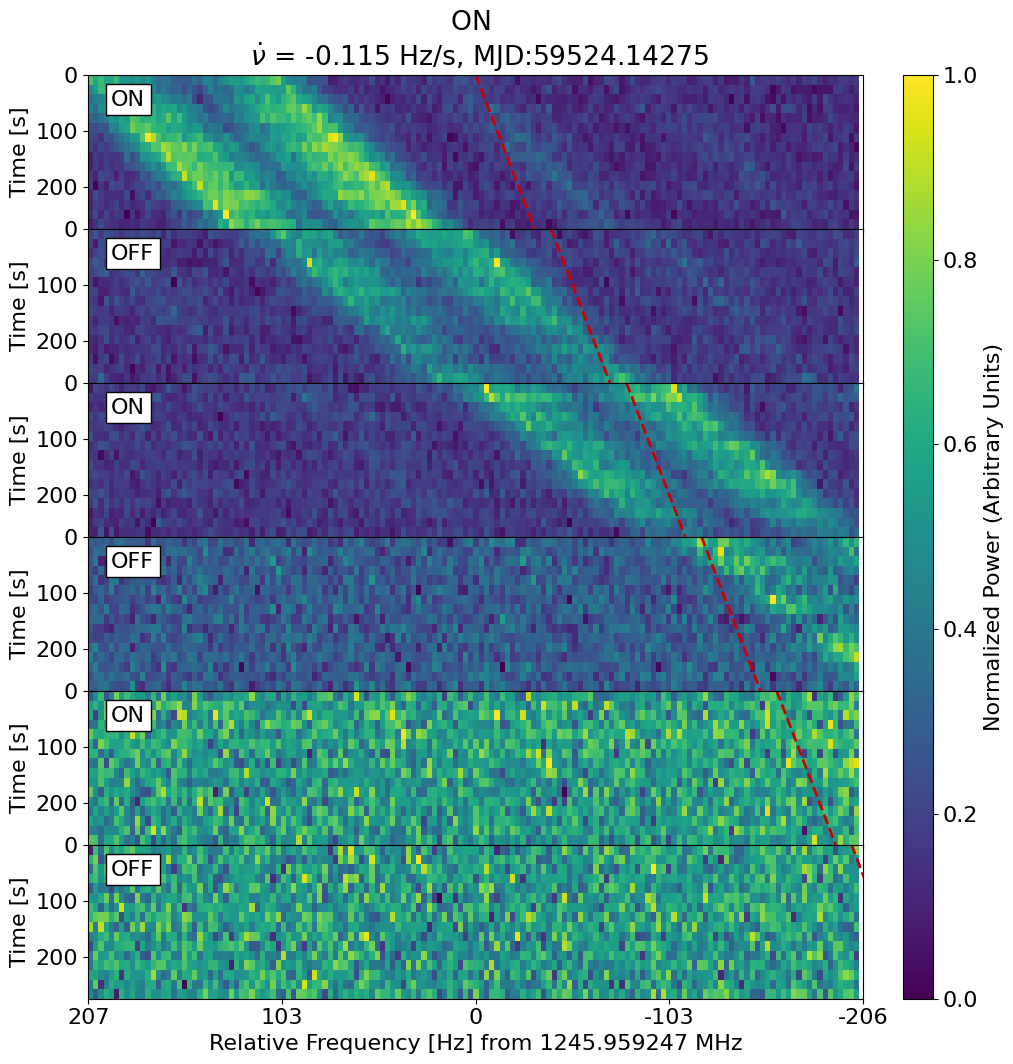 ON
ν̇ = -0.115 Hz/s, MJD:59524.14275
0
ON
100
200
Time [s]
0
OFF
100
200
Time [s]
0
ON
100
200
Time [s]
0
OFF
100
200
Time [s]
0
ON
100
200
Time [s]
0
OFF
100
200
Time [s]
207 103 0 -103 -206
Relative Frequency [Hz] from 1245.959247 MHz
1.0
0.8
0.6
0.4
0.2
0.0
Normalized Power (Arbitrary Units)